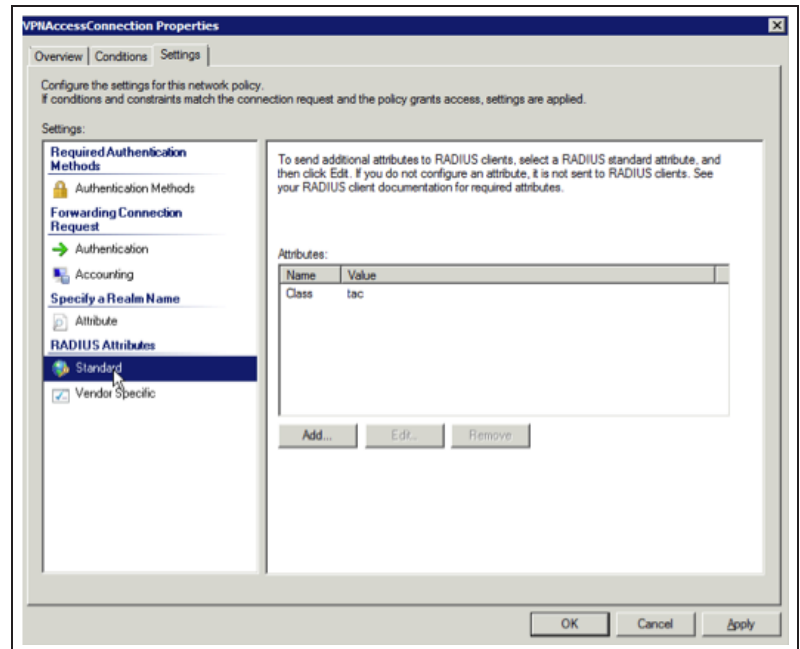 VPNAccessConnection Properties
Overview
Conditions
Settings
Configure the settings for this network policy.
If conditions and constraints match the connection request and the policy grants access, settings are applied.
Settings:
Required Authentication
Methods
Authentication Methods
Forwarding Connection
Request
Authentication
Accounting
Specify a Realm Name
Attribute
RADIUS Attributes
Standard
Vendor Specific
To send additional attributes to RADIUS clients, select a RADIUS standard attribute, and
then click Edit. If you do not configure an attribute, it is not sent to RADIUS clients. See
your RADIUS client documentation for required attributes.
Attributes:
Name Value
Class tac
Add... Edit... Remove
OK Cancel Apply